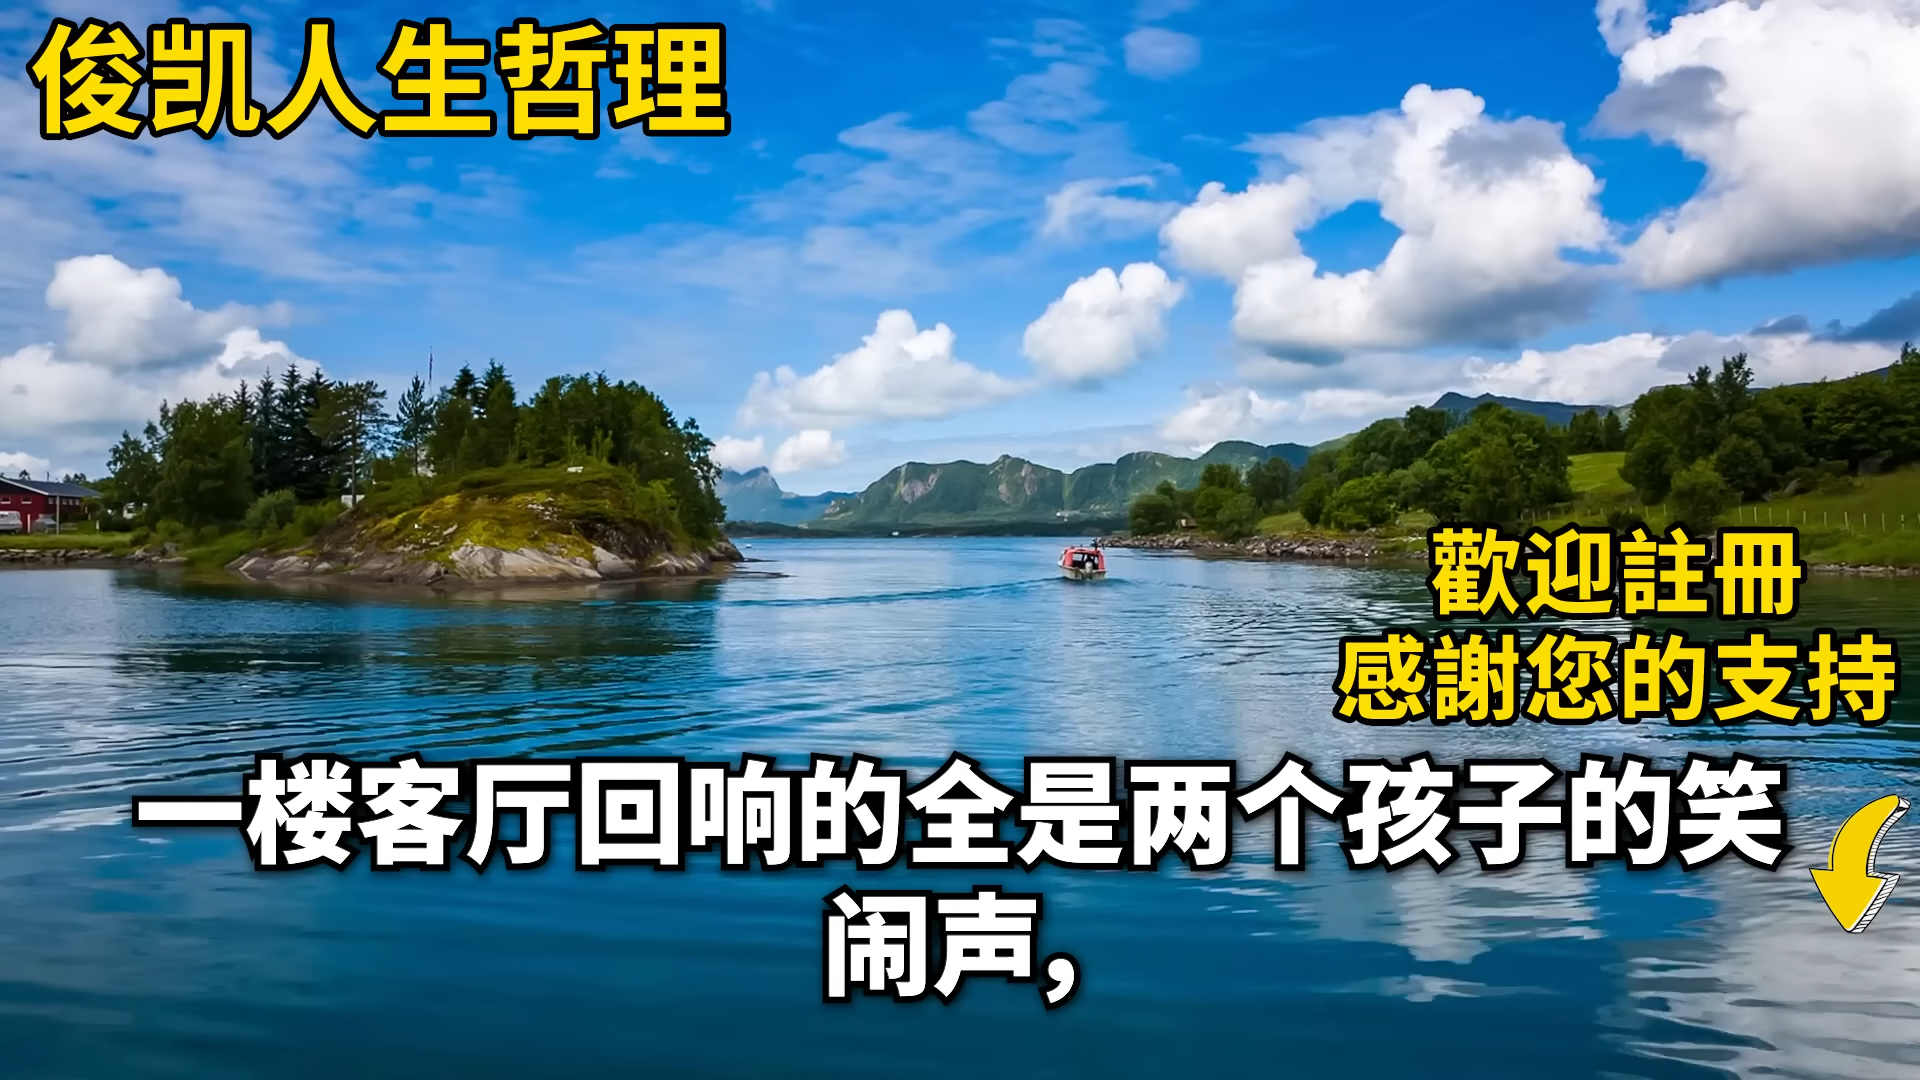 俊凯人生哲理
歡迎註冊
感謝您的支持
一楼客厅回响的全是两个孩子的笑
闹声,